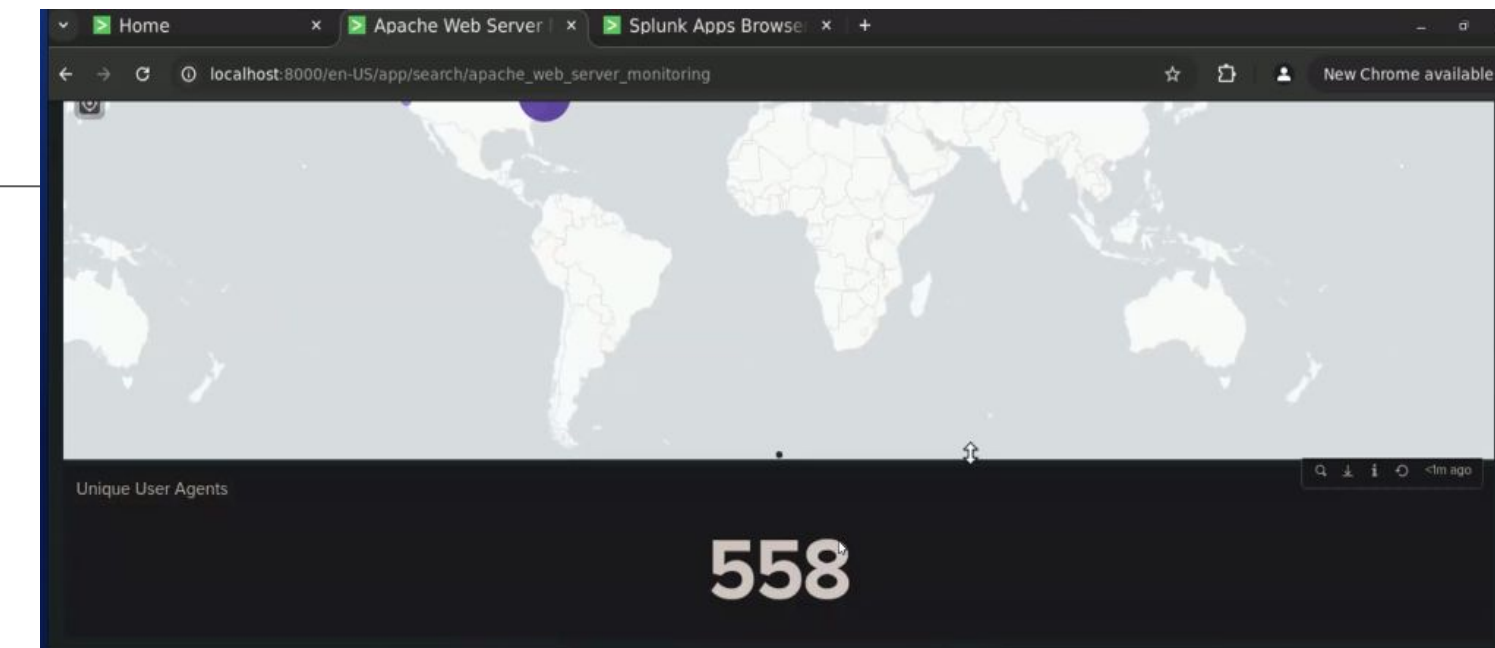 Home
Apache Web Server
Splunk Apps Browse
localhost:8000/en-US/app/search/apache_web_server_monitoring
New Chrome available
Unique User Agents
<1m ago
558